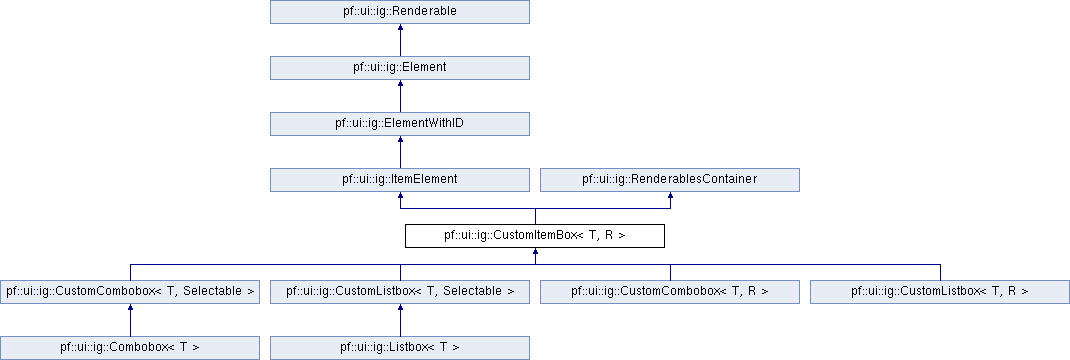 pf::ui::ig::Renderable
pf::ui::ig::Element
pf::ui::ig::ElementWithID
pf::ui::ig::ItemElement
pf::ui::ig::RenderablesContainer
pf::ui::ig::CustomItemBox< T, R >
pf::ui::ig::CustomCombobox< T, Selectable >
pf::ui::ig::CustomListbox< T, Selectable >
pf::ui::ig::CustomCombobox< T, R >
pf::ui::ig::CustomListbox< T, R >
pf::ui::ig::Combobox< T >
pf::ui::ig::Listbox< T >